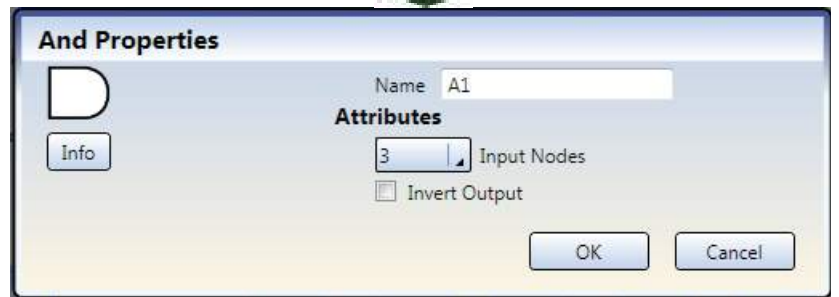 And Properties
Name A1
Attributes
Info
3 Input Nodes
Invert Output
OK Cancel